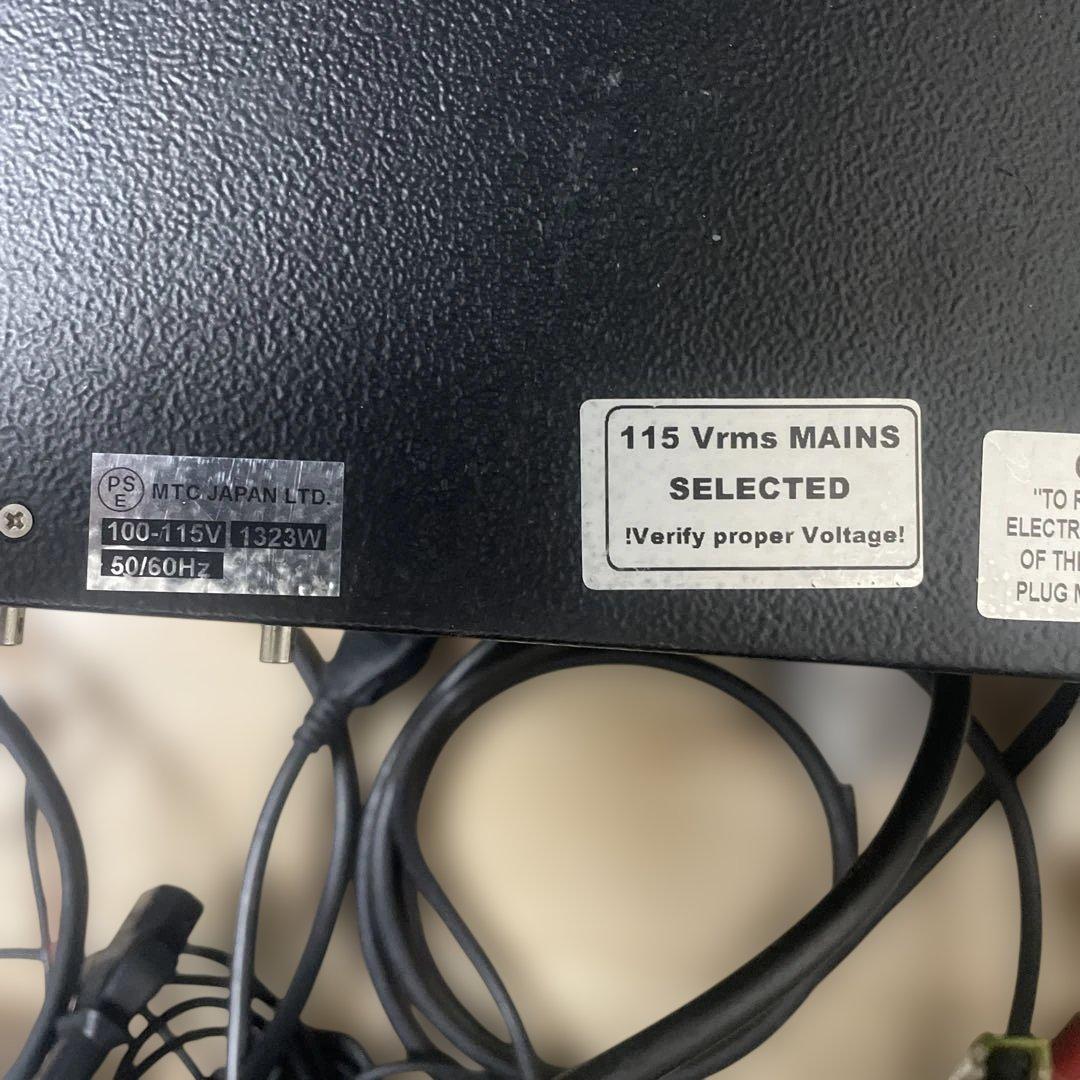 PS
E
MTC JAPAN LTD.
100-115V 1323W
50/60Hz
115 Vrms MAINS
SELECTED
!Verify proper Voltage!
"TO
ELECTR
OF THE
PLUG